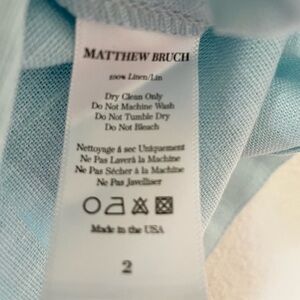 MATTHEW BRUCH
100% Linen/Lin
Dry Clean Only
Do Not Machine Wash
Do Not Tumble Dry
Do Not Bleach
Nettoyage á sec Uniquement
Ne Pas Laverà la Machine
Ne Pas Sécher à la Machine
Ne Pas Javelliser
Made in the USA
2